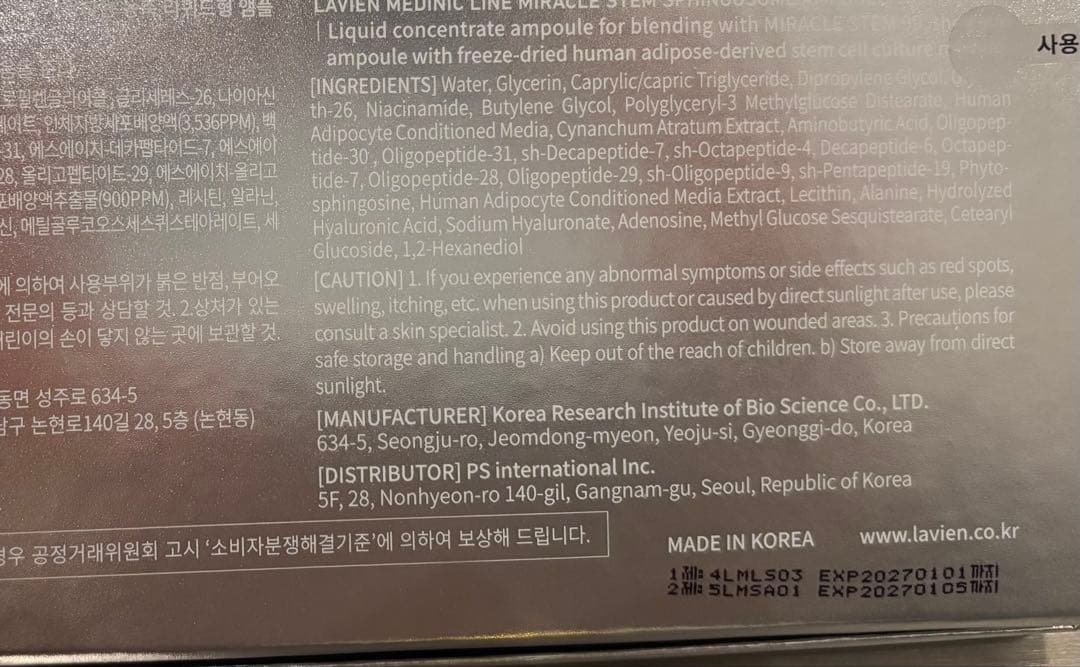 리퀴드형 앰플
프로필렌글라이콜, 글리세레스-26, 나이아신
인체지방세포배양액(3,536PPM), 백
-31, 에스에이치-데카펩타이드-7, 에스에이
28, 올리고펩타이드-29, 에스에이치-올리고
포배양액추출물(900PPM), 레시틴, 알라닌,
신, 메틸글루코오스세스퀴스테아레이트, 세
에 의하여 사용부위가 붉은 반점, 부어오
전문의 등과 상담할 것. 2.상처가 있는
어린이의 손이 닿지 않는 곳에 보관할 것.
동면 성주로 634-5
남구 논현로140길 28, 5층 (논현동)
경우 공정거래위원회 고시 ‘소비자분쟁해결기준’에 의하여 보상해 드립니다.
LAVIEN MEDINIC LINE MIRACLE STEM SPHINGOSOME
| Liquid concentrate ampoule for blending with MIRACLE STEM
ampoule with freeze-dried human adipose-derived stem cell culture
[INGREDIENTS] Water, Glycerin, Caprylic/capric Triglyceride, Dipropylene Glycol,
th-26, Niacinamide, Butylene Glycol, Polyglyceryl-3 Methylglucose Distearate, Human
Adipocyte Conditioned Media, Cynanchum Atratum Extract, Aminobutyric Acid, Oligopep-
tide-30 , Oligopeptide-31, sh-Decapeptide-7, sh-Octapeptide-4, Decapeptide-6, Octapep-
tide-7, Oligopeptide-28, Oligopeptide-29, sh-Oligopeptide-9, sh-Pentapeptide-19, Phyto-
sphingosine, Human Adipocyte Conditioned Media Extract, Lecithin, Alanine, Hydrolyzed
Hyaluronic Acid, Sodium Hyaluronate, Adenosine, Methyl Glucose Sesquistearate, Cetearyl
Glucoside, 1,2-Hexanediol
[CAUTION] 1. If you experience any abnormal symptoms or side effects such as red spots,
swelling, itching, etc. when using this product or caused by direct sunlight after use, please
consult a skin specialist. 2. Avoid using this product on wounded areas. 3. Precautions for
safe storage and handling a) Keep out of the reach of children. b) Store away from direct
sunlight.
[MANUFACTURER] Korea Research Institute of Bio Science Co., LTD.
634-5, Seongju-ro, Jeomdong-myeon, Yeoju-si, Gyeonggi-do, Korea
[DISTRIBUTOR] PS international Inc.
5F, 28, Nonhyeon-ro 140-gil, Gangnam-gu, Seoul, Republic of Korea
MADE IN KOREA www.lavien.co.kr
1제: 4LMLS03 EXP20270101까지
2제: 5LMSA01 EXP20270105까지
사용